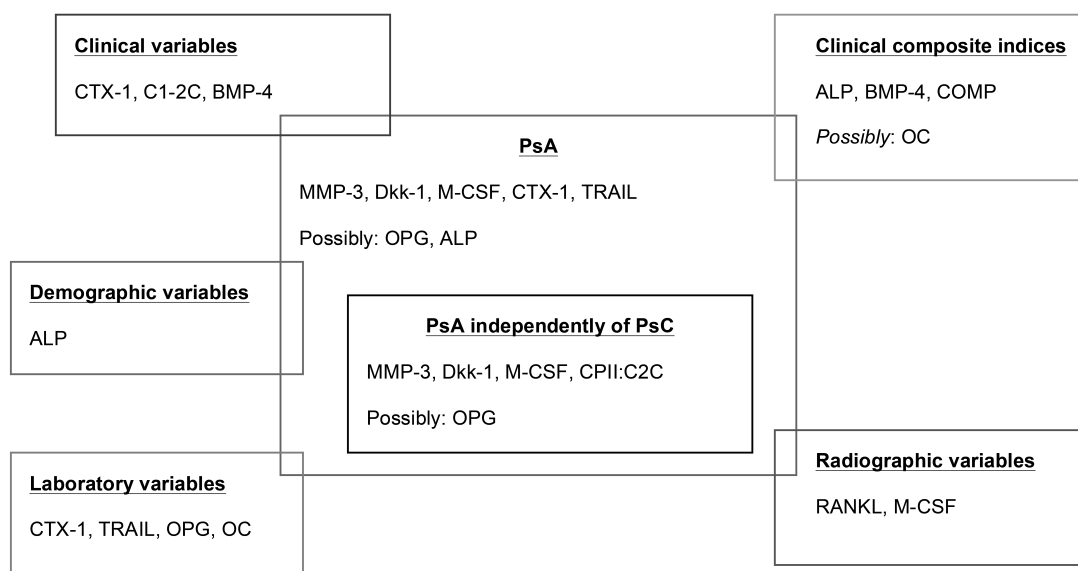 Clinical variables
CTX-1, C1-2C, BMP-4
Clinical composite indices
ALP, BMP-4, COMP
Possibly: OC
PsA
MMP-3, Dkk-1, M-CSF, CTX-1, TRAIL
Possibly: OPG, ALP
Demographic variables
ALP
PsA independently of PsC
MMP-3, Dkk-1, M-CSF, CPII:C2C
Possibly: OPG
Laboratory variables
CTX-1, TRAIL, OPG, OC
Radiographic variables
RANKL, M-CSF